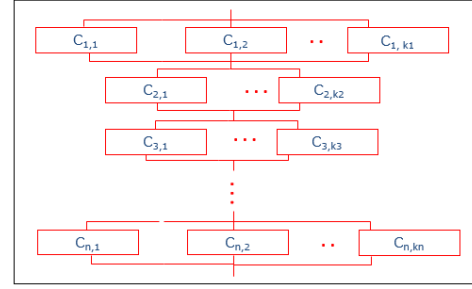 C1,1 C1,2 .. C1, k1
C2,1 ... C2,k2
C3,1 ... C3,k3
Cn,1 Cn,2 .. Cn,kn